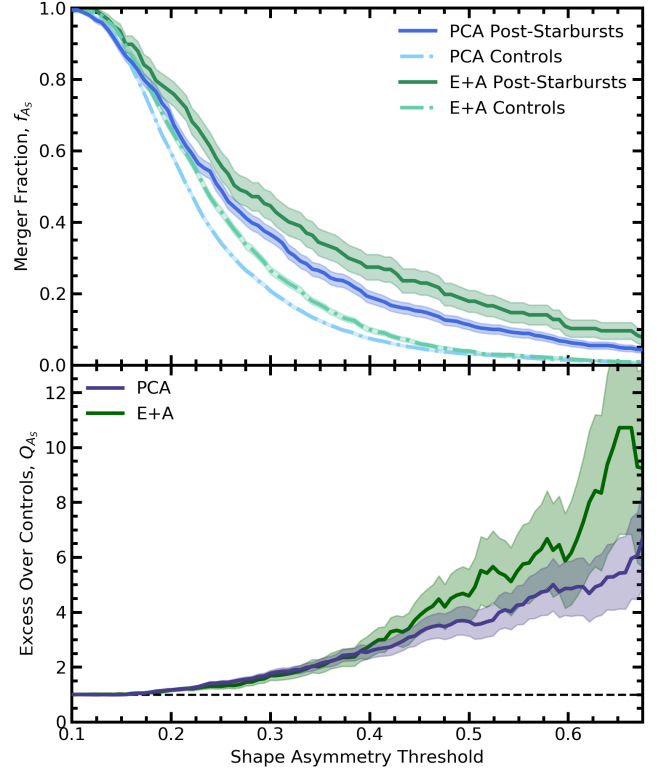 1.0
0.8
0.6
0.4
0.2
0.0
Merger Fraction, f_{A_S}
PCA Post-Starbursts
PCA Controls
E+A Post-Starbursts
E+A Controls
12
10
8
6
4
2
0
Excess Over Controls, Q_{A_S}
PCA
E+A
0.1 0.2 0.3 0.4 0.5 0.6
Shape Asymmetry Threshold